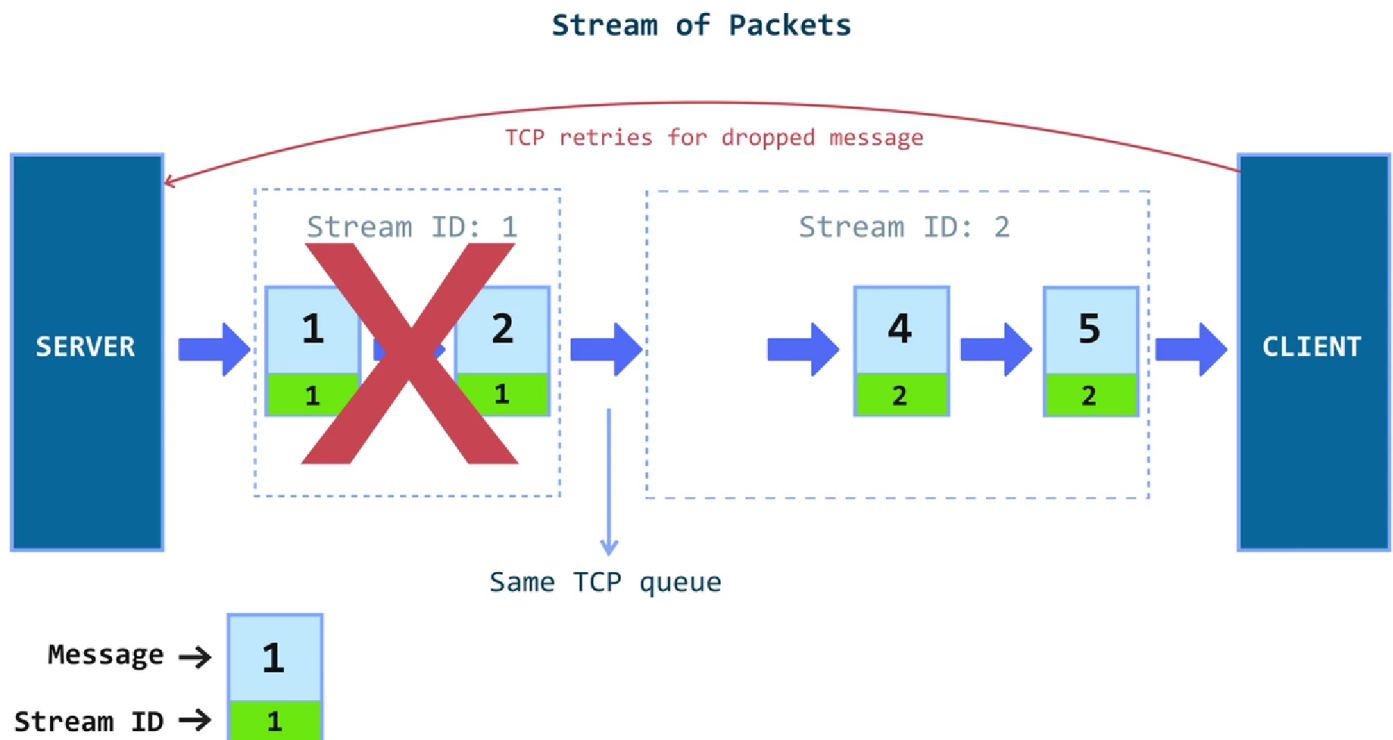 Stream of Packets
TCP retries for dropped message
Stream ID: 1
Stream ID: 2
SERVER
1
2
4
5
CLIENT
1
1
2
2
Same TCP queue
Message → 1
Stream ID → 1